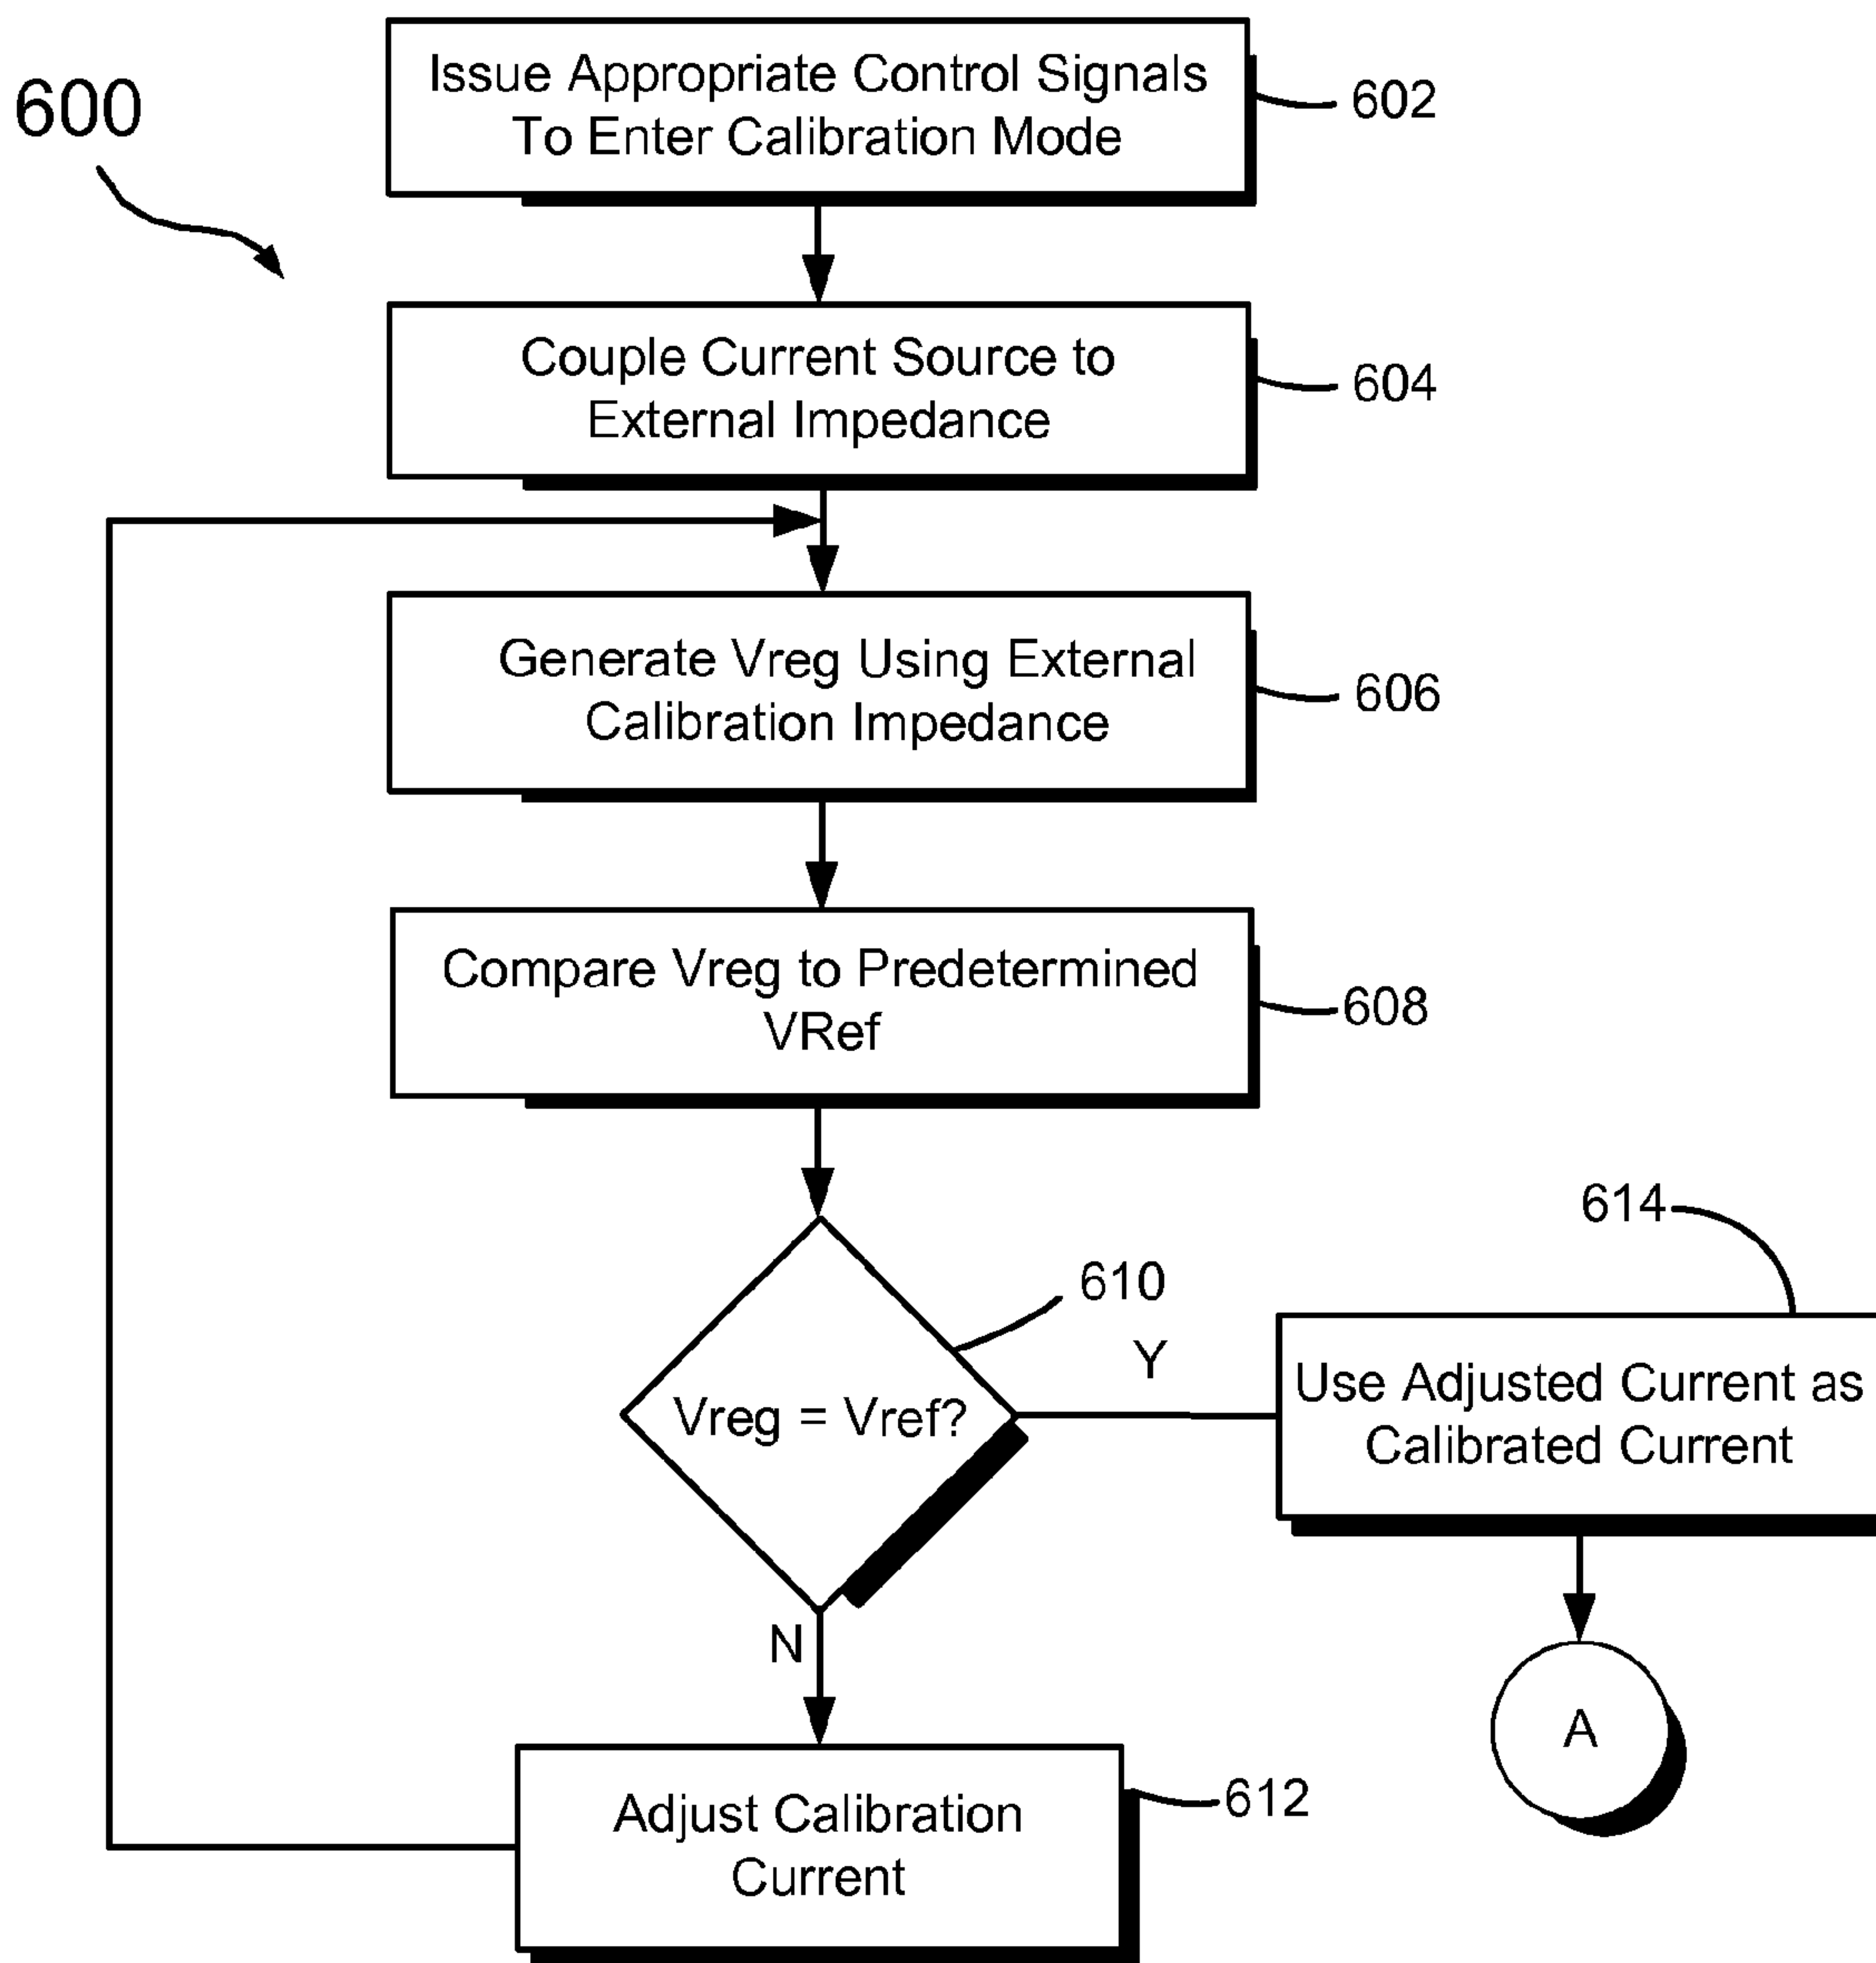 600
Issue Appropriate Control Signals
To Enter Calibration Mode
602
Couple Current Source to
External Impedance
604
Generate Vreg Using External
Calibration Impedance
606
Compare Vreg to Predetermined
VRef
608
Vreg = Vref?
610
Y
614
Use Adjusted Current as
Calibrated Current
A
N
Adjust Calibration
Current
612